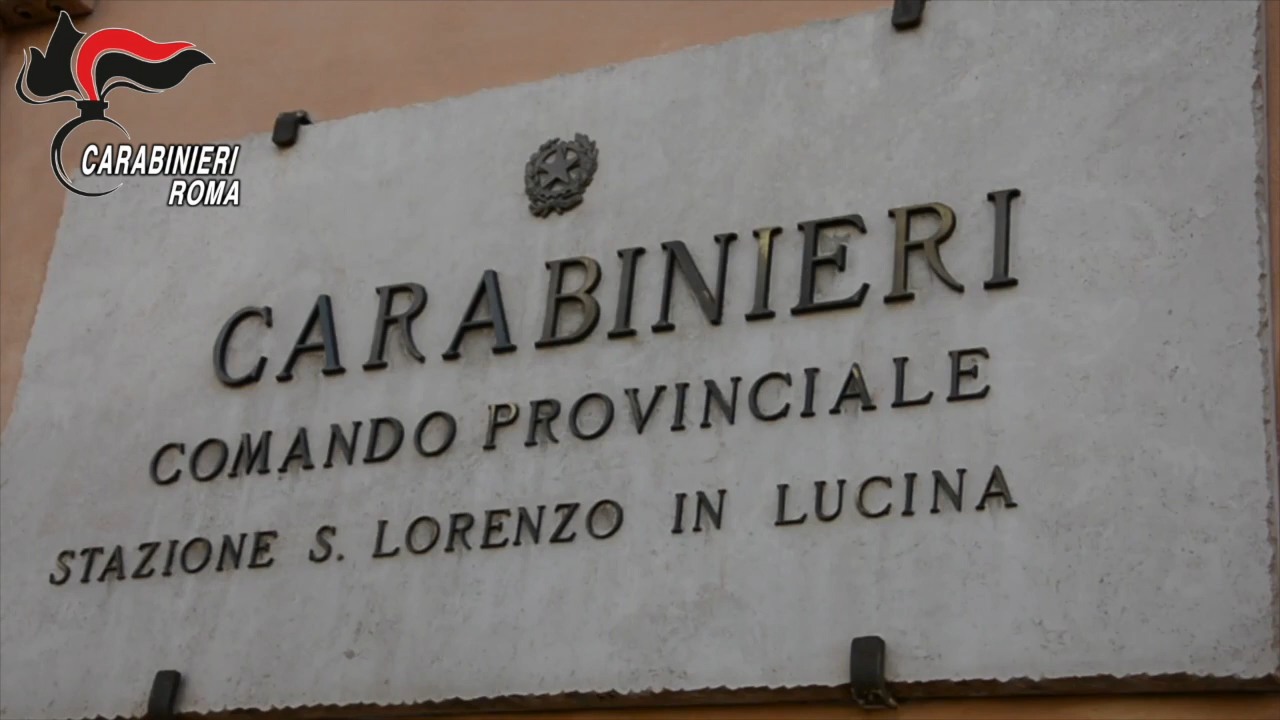 CARABINIERI
ROMA
CARABINIERI
COMANDO PROVINCIALE
STAZIONE S. LORENZO IN LUCINA